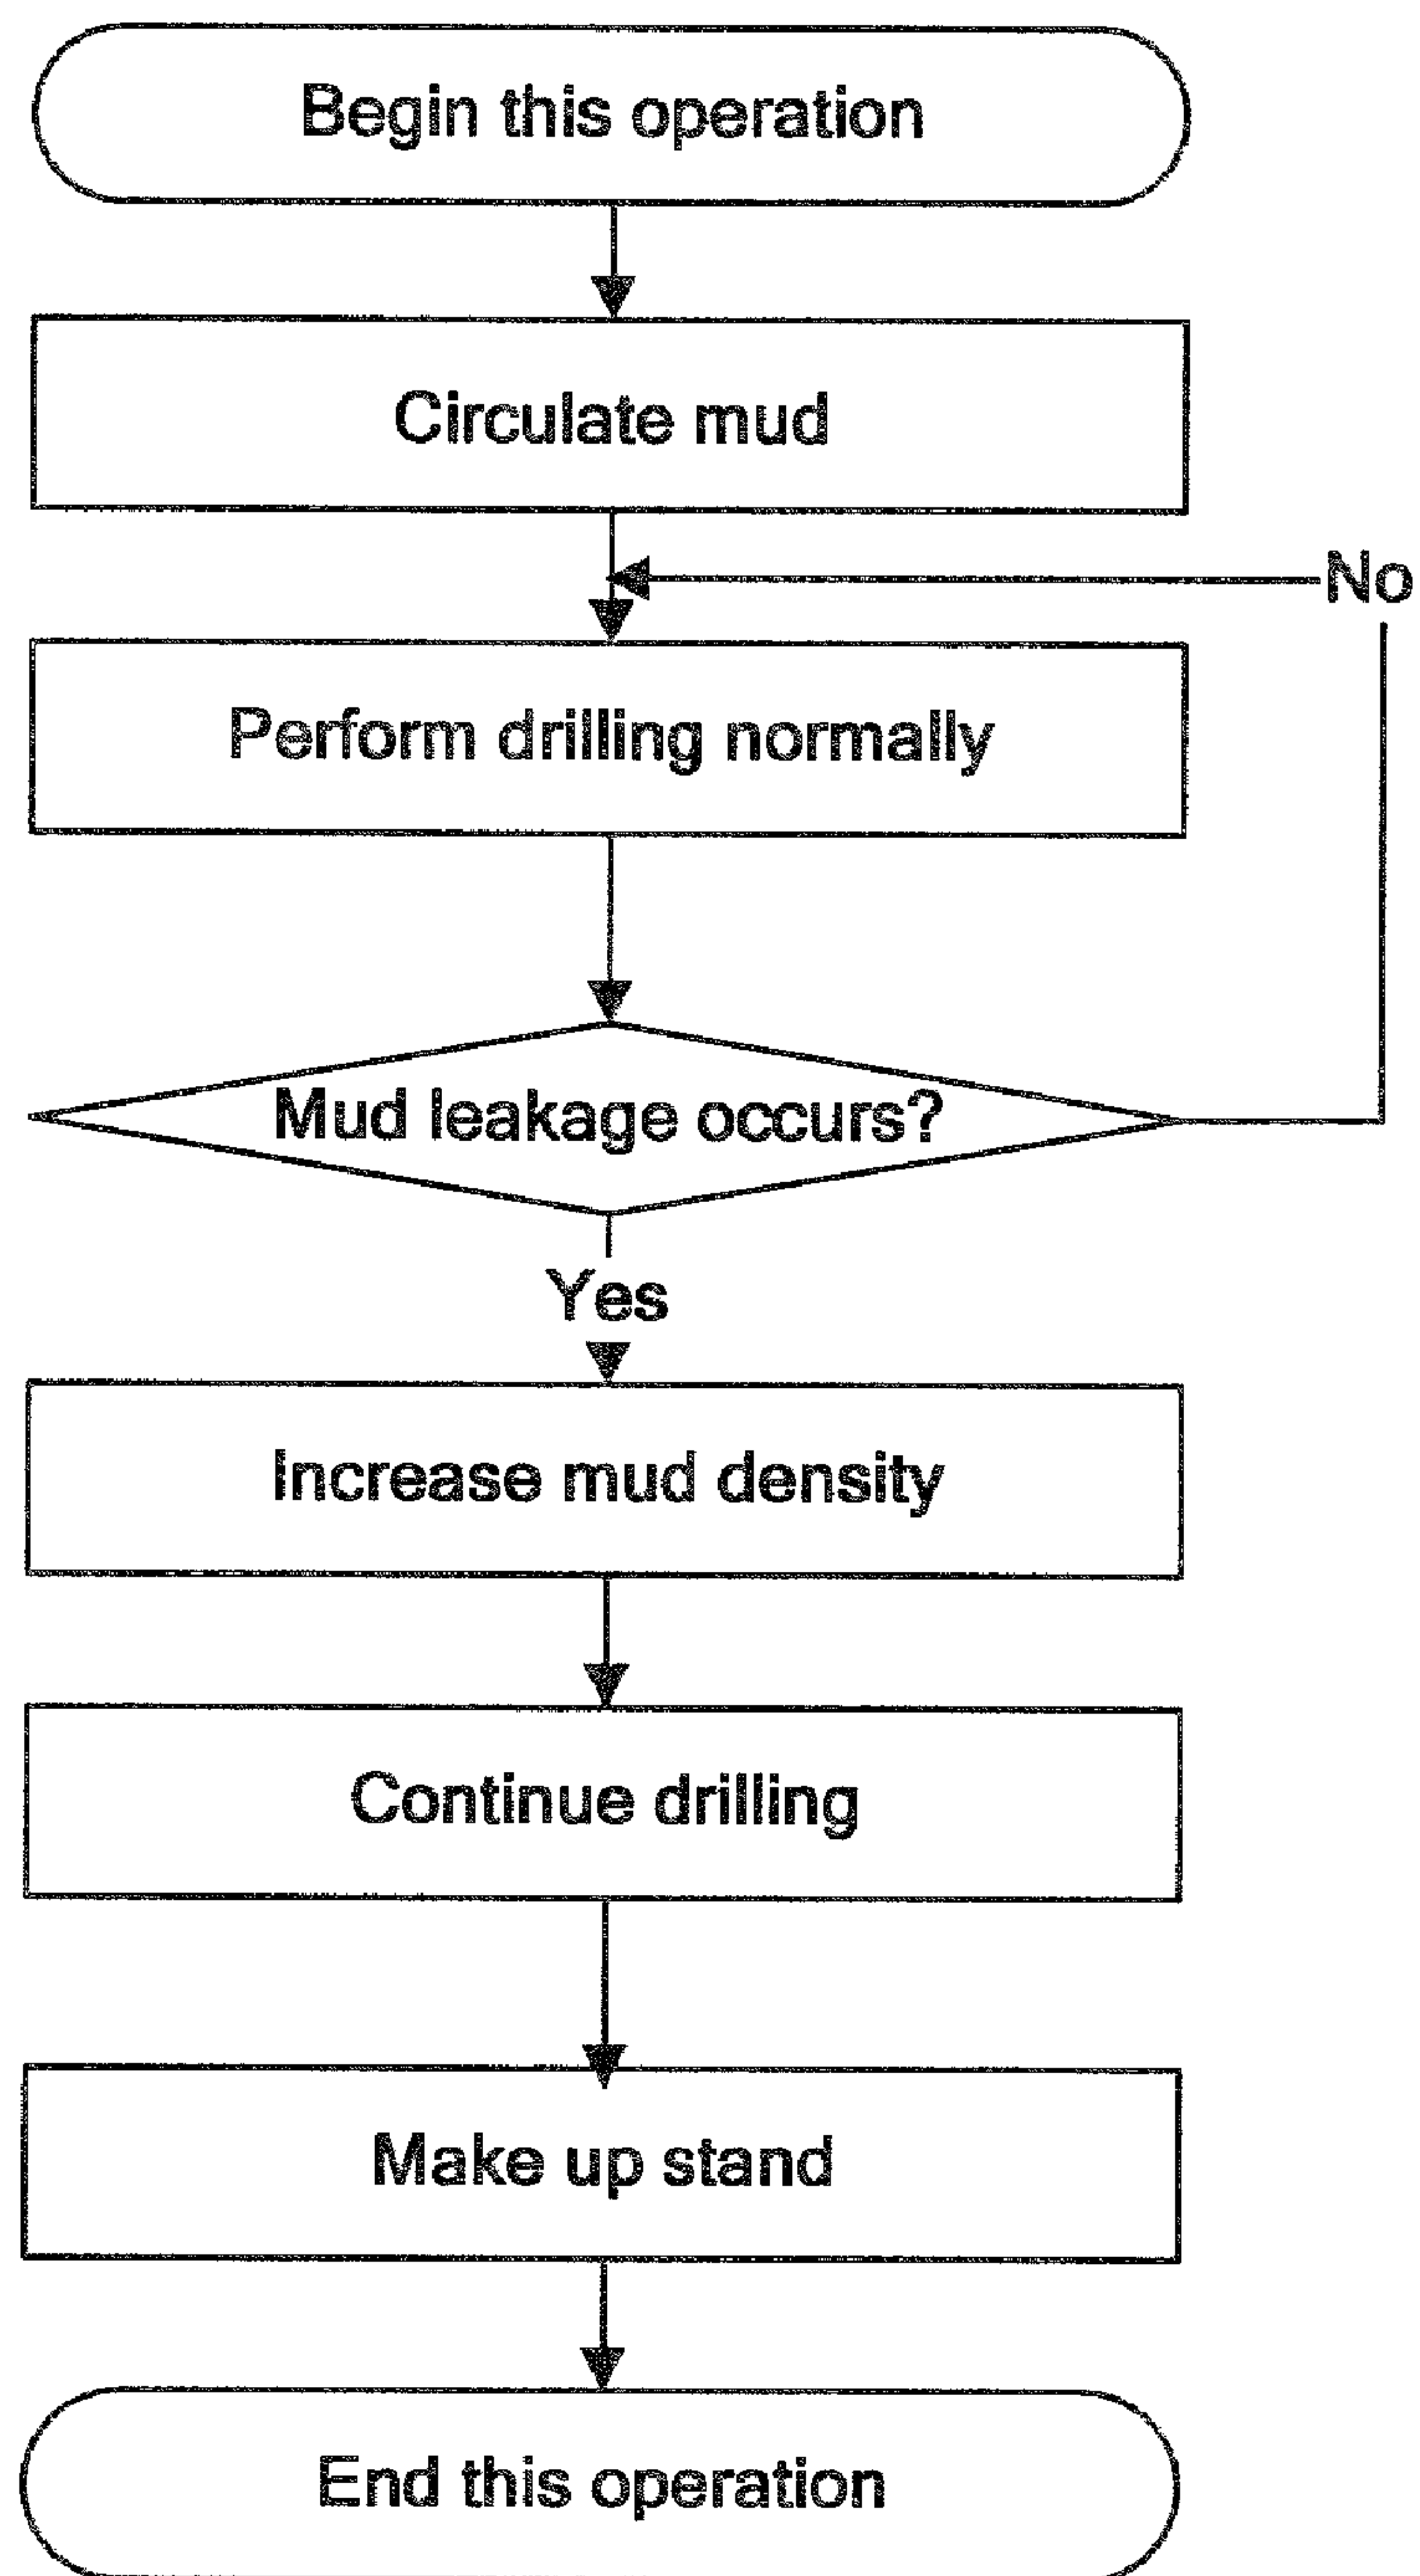 Begin this operation
Circulate mud
No
Perform drilling normally
Mud leakage occurs?
Yes
Increase mud density
Continue drilling
Make up stand
End this operation